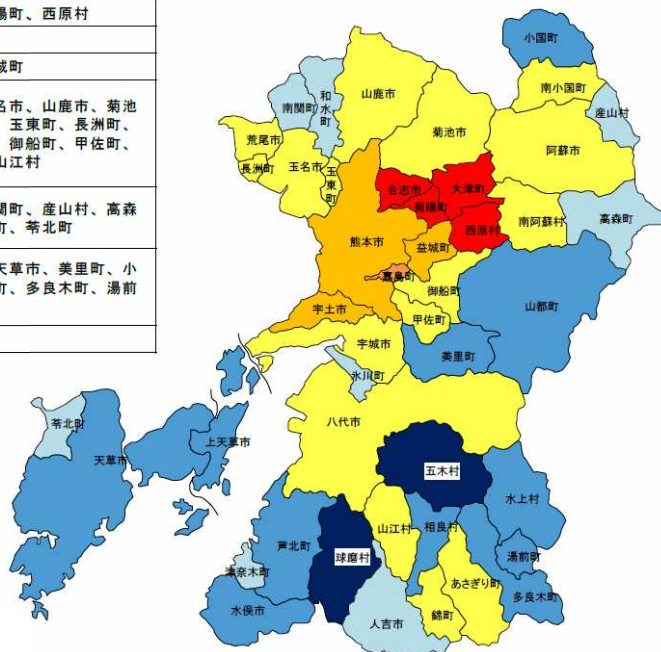 陽町、西原村
城町
名市、山鹿市、菊池
玉東町、長洲町、
御船町、甲佐町、
山江村
関町、産山村、高森
町、苓北町
天草市、美里町、小
町、多良木町、湯前
小国町
南小国町
産山村
山鹿市
和水町
南関町
菊池市
阿蘇市
荒尾市
長洲町
玉名市
玉東町
合志市
大津町
菊陽町
西原村
南阿蘇村
高森町
熊本市
益城町
嘉島町
御船町
山都町
宇土市
甲佐町
宇城市
美里町
氷川町
八代市
苓北町
天草市
上天草市
五木村
水上村
芦北町
球磨村
山江村
相良村
湯前町
津奈木町
あさぎり町
多良木町
水俣市
錦町
人吉市